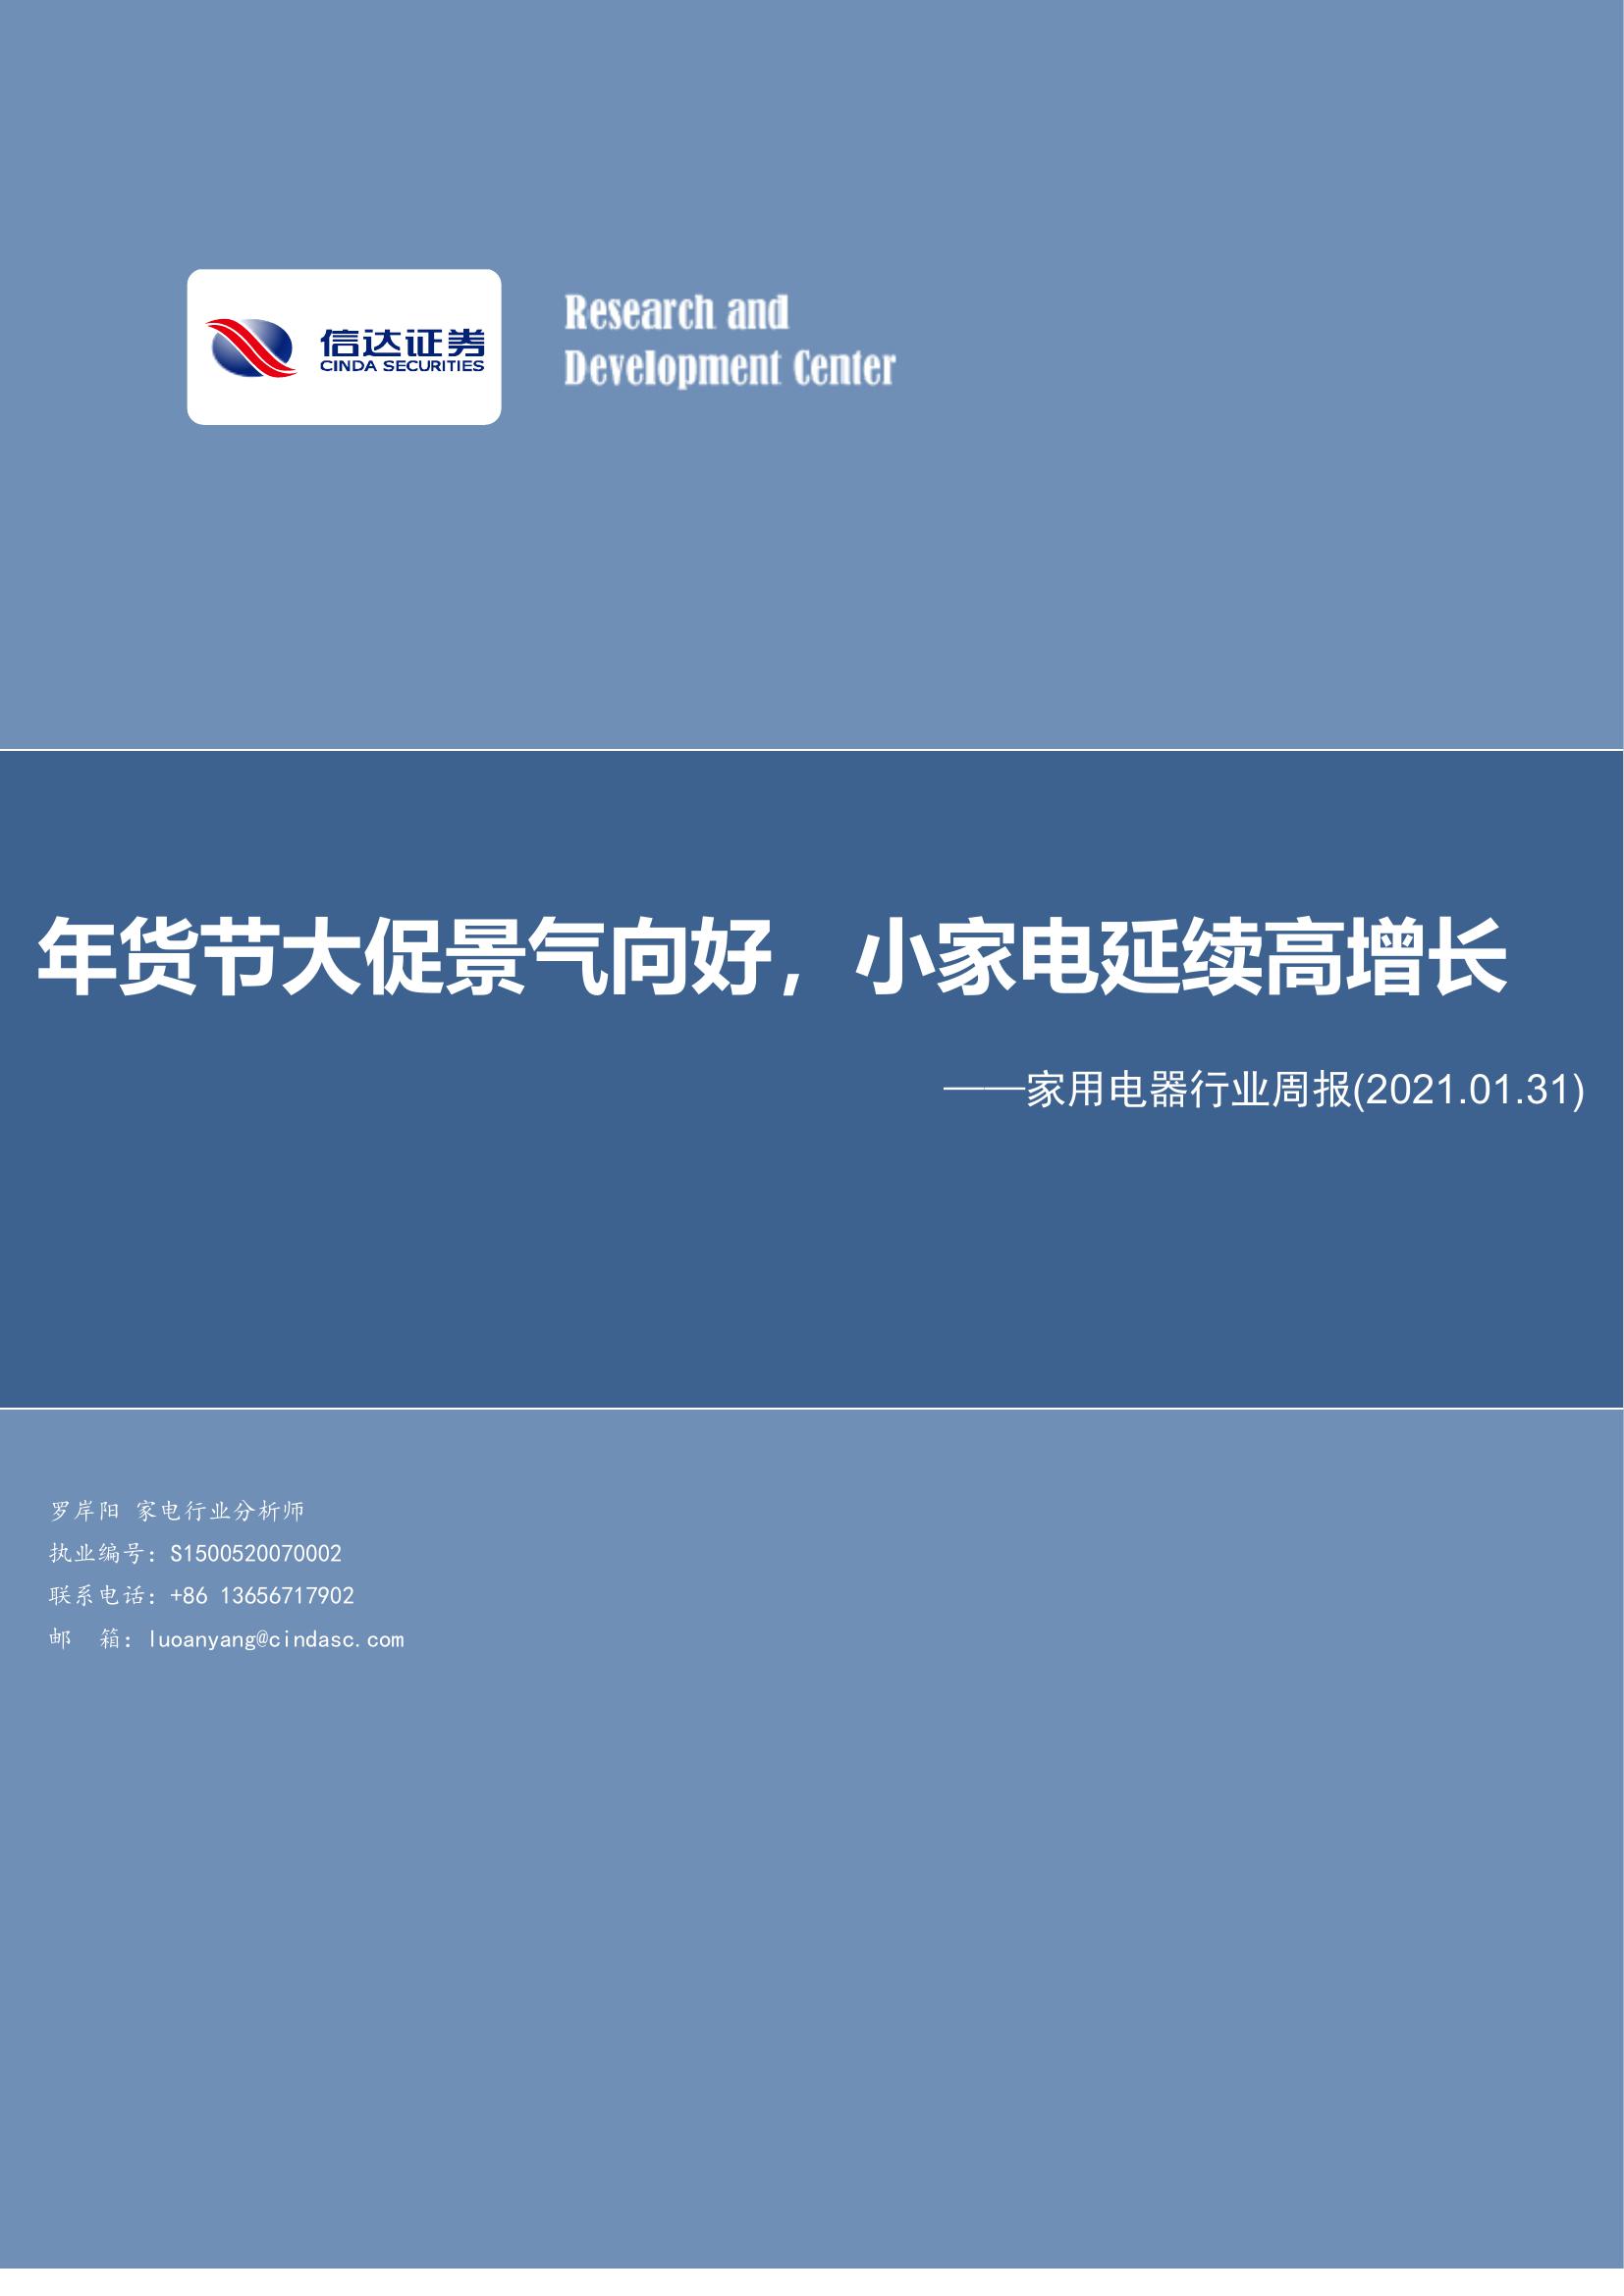 信达证券
CINDA SECURITIES
Research and
Development Center
年货节大促景气向好，小家电延续高增长
——家用电器行业周报(2021.01.31)
罗岸阳 家电行业分析师
执业编号：S1500520070002
联系电话：+86 13656717902
邮 箱：luoanyang@cindasc.com